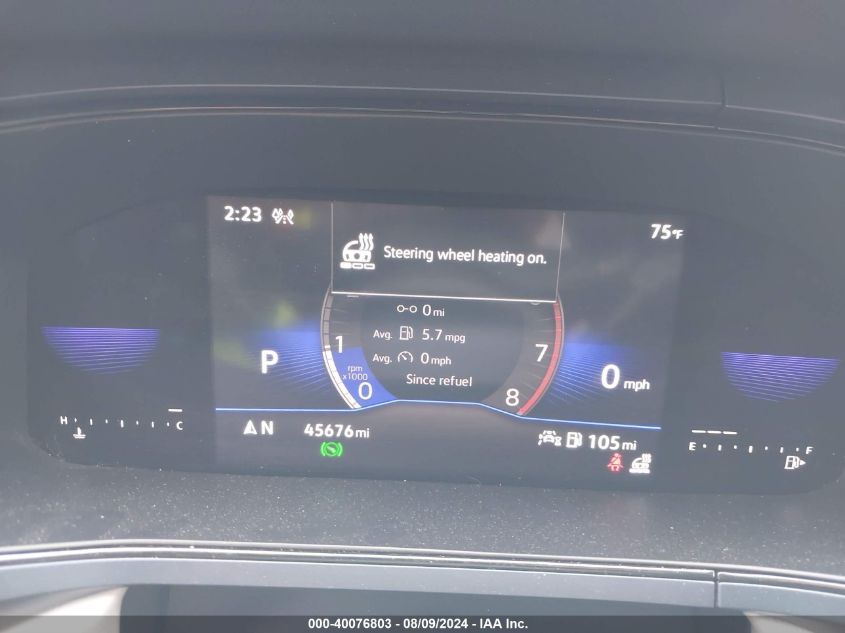 2:23
75°F
Steering wheel heating on.
0 mi
Avg. 5.7 mpg
Avg. 0 mph
Since refuel
1
7
rpm
x1000
0
8
P
0 mph
H C
N
45676 mi
105 mi
E F
000-40076803 - 08/09/2024 - IAA Inc.